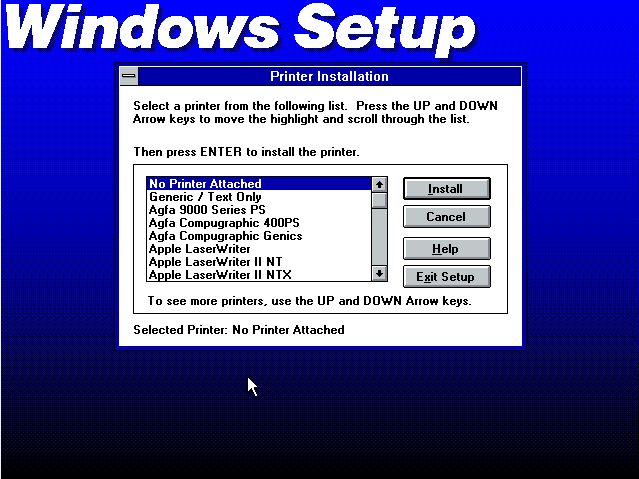 Windows Setup
Printer Installation
Select a printer from the following list.  Press the UP and DOWN
Arrow keys to move the highlight and scroll through the list.
Then press ENTER to install the printer.
No Printer Attached
Generic / Text Only
Agfa 9000 Series PS
Agfa Compugraphic 400PS
Agfa Compugraphic Genics
Apple LaserWriter
Apple LaserWriter II NT
Apple LaserWriter II NTX
Install
Cancel
Help
Exit Setup
To see more printers, use the UP and DOWN Arrow keys.
Selected Printer: No Printer Attached